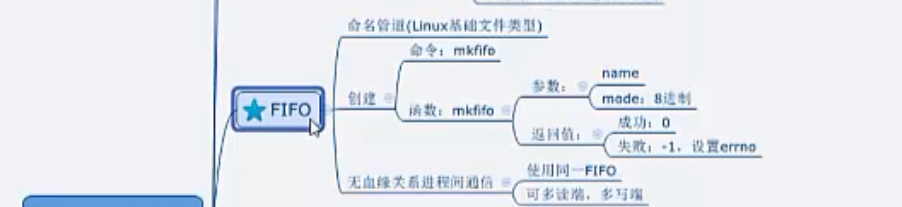 命名管道(Linux基础文件类型)
命令：mkfifo
FIFO
创建
函数：mkfifo
参数：
name
mode：8进制
返回值：
成功：0
失败：-1，设置errno
无血缘关系进程间通信
使用同一FIFO
可多读端，多写端